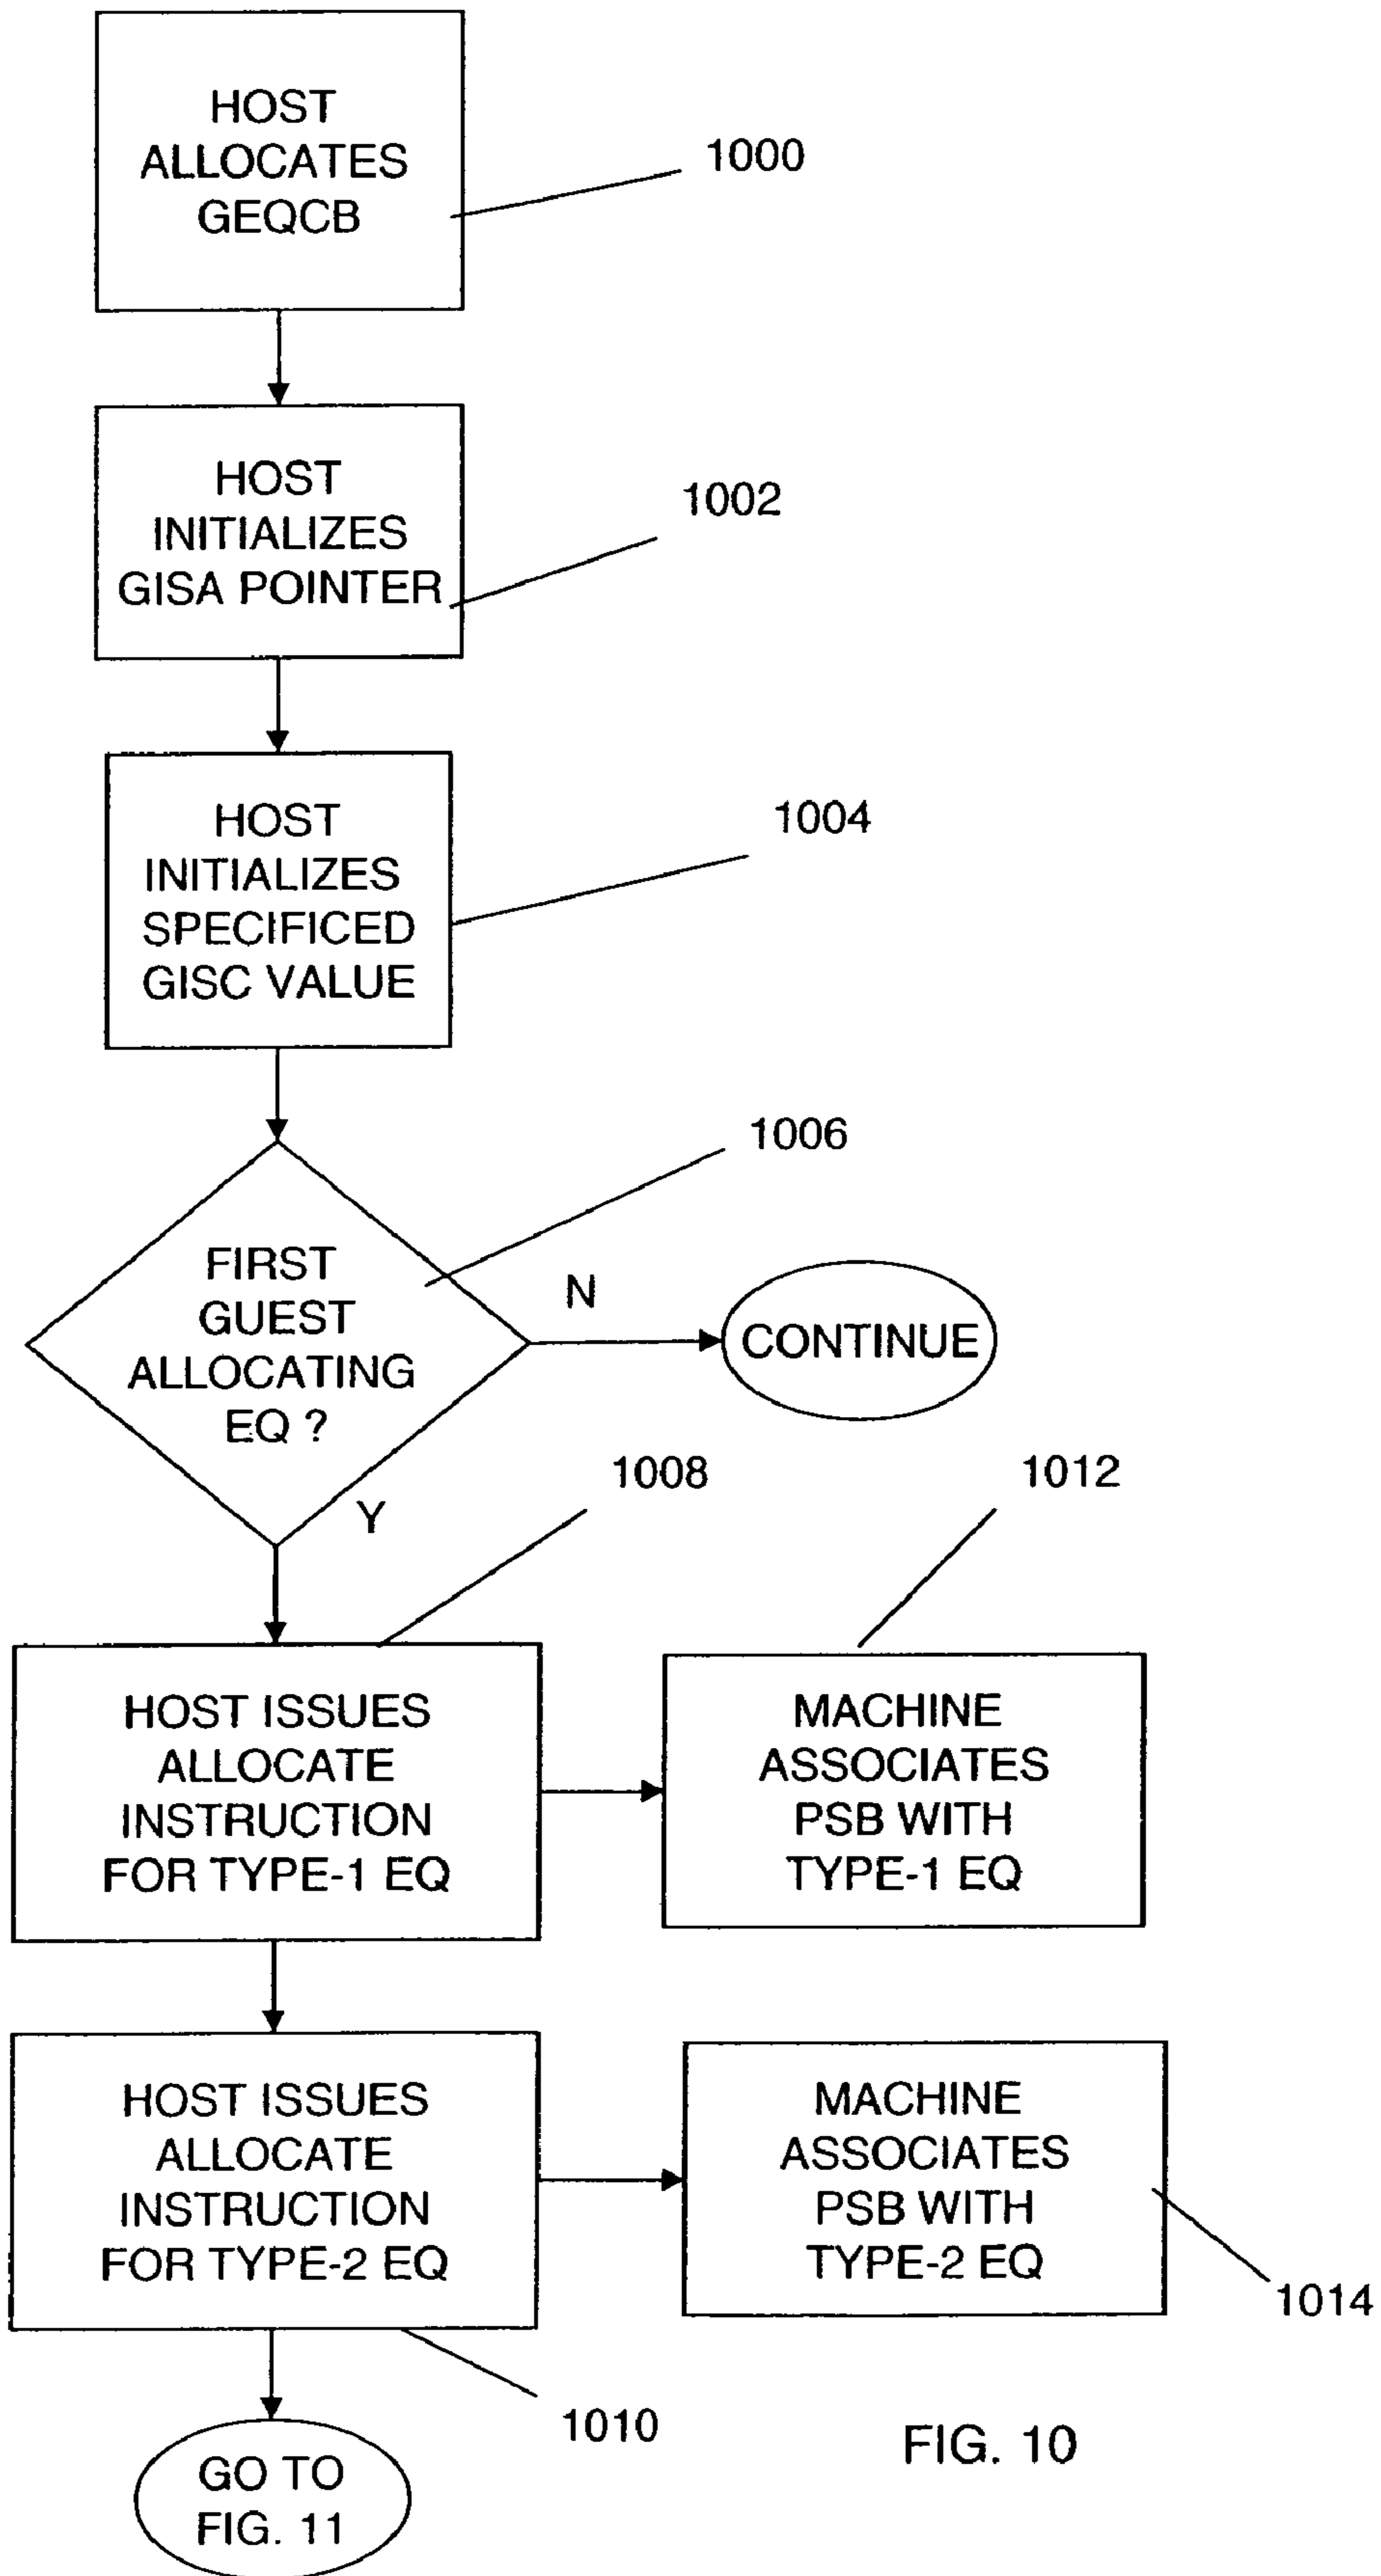 HOST
ALLOCATES
GEQCB
1000
HOST
INITIALIZES
GISA POINTER
1002
HOST
INITIALIZES
SPECIFICED
GISC VALUE
1004
FIRST
GUEST
ALLOCATING
EQ ?
1006
N
CONTINUE
Y
1008
1012
HOST ISSUES
ALLOCATE
INSTRUCTION
FOR TYPE-1 EQ
MACHINE
ASSOCIATES
PSB WITH
TYPE-1 EQ
HOST ISSUES
ALLOCATE
INSTRUCTION
FOR TYPE-2 EQ
MACHINE
ASSOCIATES
PSB WITH
TYPE-2 EQ
1014
1010
GO TO
FIG. 11
FIG. 10